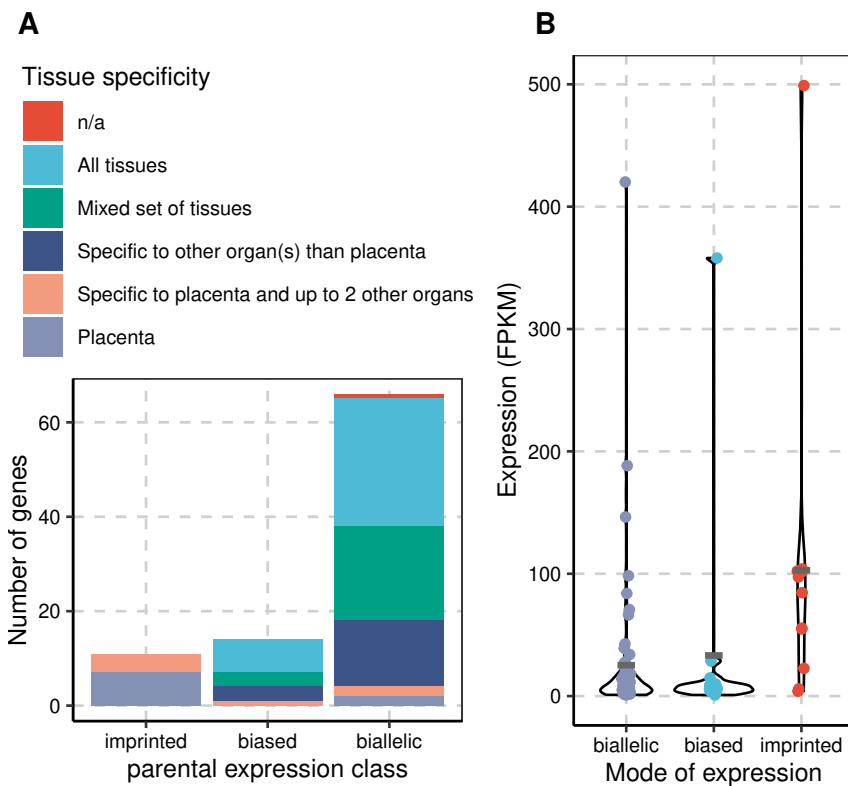 A
Tissue specificity
n/a
All tissues
Mixed set of tissues
Specific to other organ(s) than placenta
Specific to placenta and up to 2 other organs
Placenta
Number of genes
60
40
20
0
imprinted biased biallelic
parental expression class
B
Expression (FPKM)
500
400
300
200
100
0
biallelic biased imprinted
Mode of expression